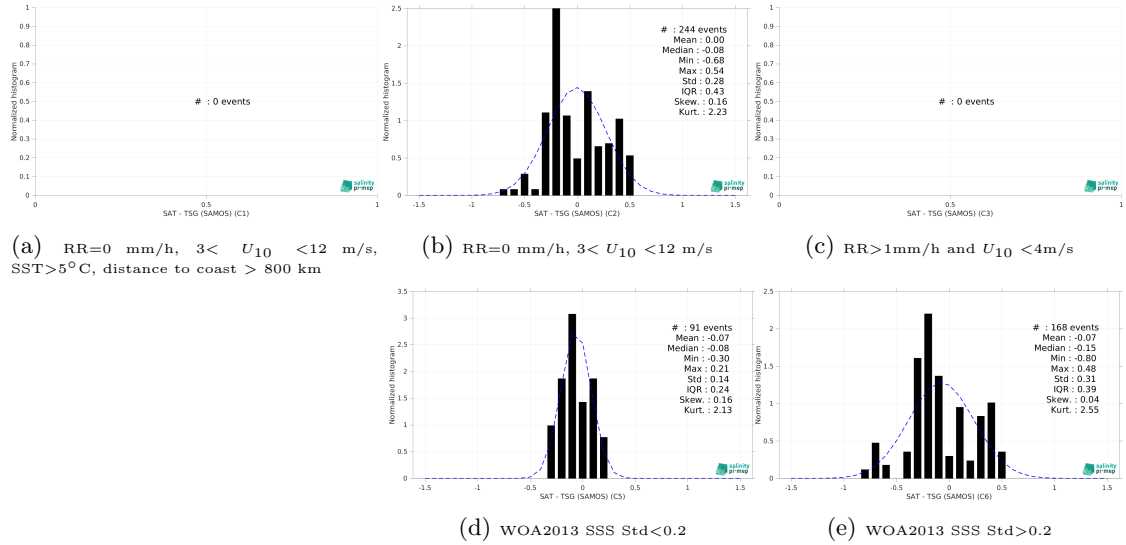 1
0.9
0.8
0.7
0.6
0.5
0.4
0.3
0.2
0.1
0
0
0.5
1
Normalized histogram
# : 0 events
salinity
pi-mep
SAT - TSG (SAMOS) (C1)
(a) RR=0 mm/h, 3< U10 <12 m/s,
SST>5°C, distance to coast > 800 km
2.5
2
1.5
1
0.5
0
-1.5
-1
-0.5
0
0.5
1
1.5
Normalized histogram
# : 244 events
Mean : 0.00
Median : -0.08
Min : -0.68
Max : 0.54
Std : 0.28
IQR : 0.43
Skew. : 0.16
Kurt. : 2.23
salinity
pi-mep
SAT - TSG (SAMOS) (C2)
(b) RR=0 mm/h, 3< U10 <12 m/s
1
0.9
0.8
0.7
0.6
0.5
0.4
0.3
0.2
0.1
0
0
0.5
1
Normalized histogram
# : 0 events
salinity
pi-mep
SAT - TSG (SAMOS) (C3)
(c) RR>1mm/h and U10 <4m/s
3.5
3
2.5
2
1.5
1
0.5
0
-1.5
-1
-0.5
0
0.5
1
1.5
Normalized histogram
# : 91 events
Mean : -0.07
Median : -0.08
Min : -0.30
Max : 0.21
Std : 0.14
IQR : 0.24
Skew. : 0.16
Kurt. : 2.13
salinity
pi-mep
SAT - TSG (SAMOS) (C5)
(d) WOA2013 SSS Std<0.2
2.5
2
1.5
1
0.5
0
-1.5
-1
-0.5
0
0.5
1
1.5
Normalized histogram
# : 168 events
Mean : -0.07
Median : -0.15
Min : -0.80
Max : 0.48
Std : 0.31
IQR : 0.39
Skew. : 0.04
Kurt. : 2.55
salinity
pi-mep
SAT - TSG (SAMOS) (C6)
(e) WOA2013 SSS Std>0.2